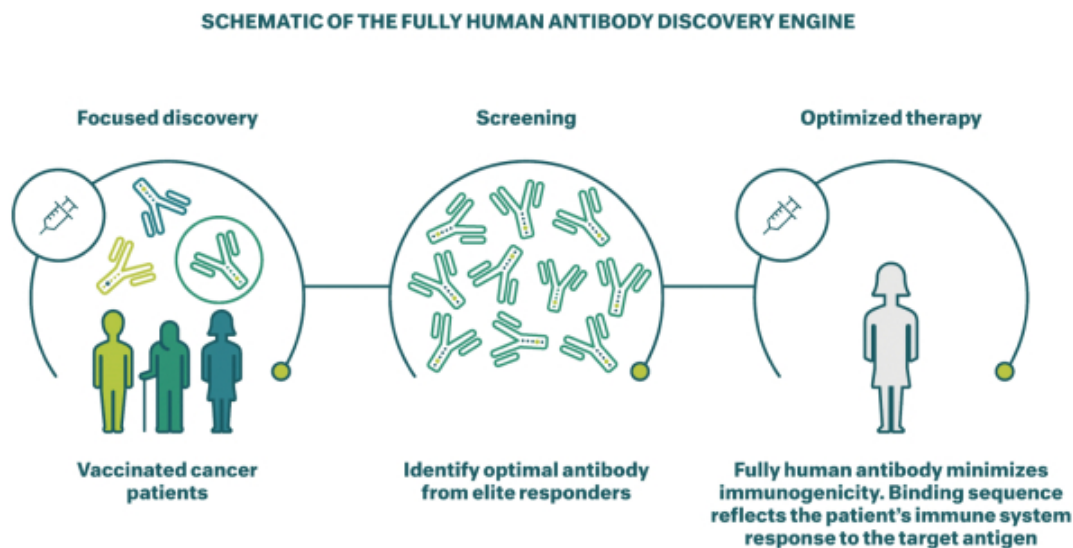 SCHEMATIC OF THE FULLY HUMAN ANTIBODY DISCOVERY ENGINE
Focused discovery
Screening
Optimized therapy
Vaccinated cancer
patients
Identify optimal antibody
from elite responders
Fully human antibody minimizes
immunogenicity. Binding sequence
reflects the patient's immune system
response to the target antigen